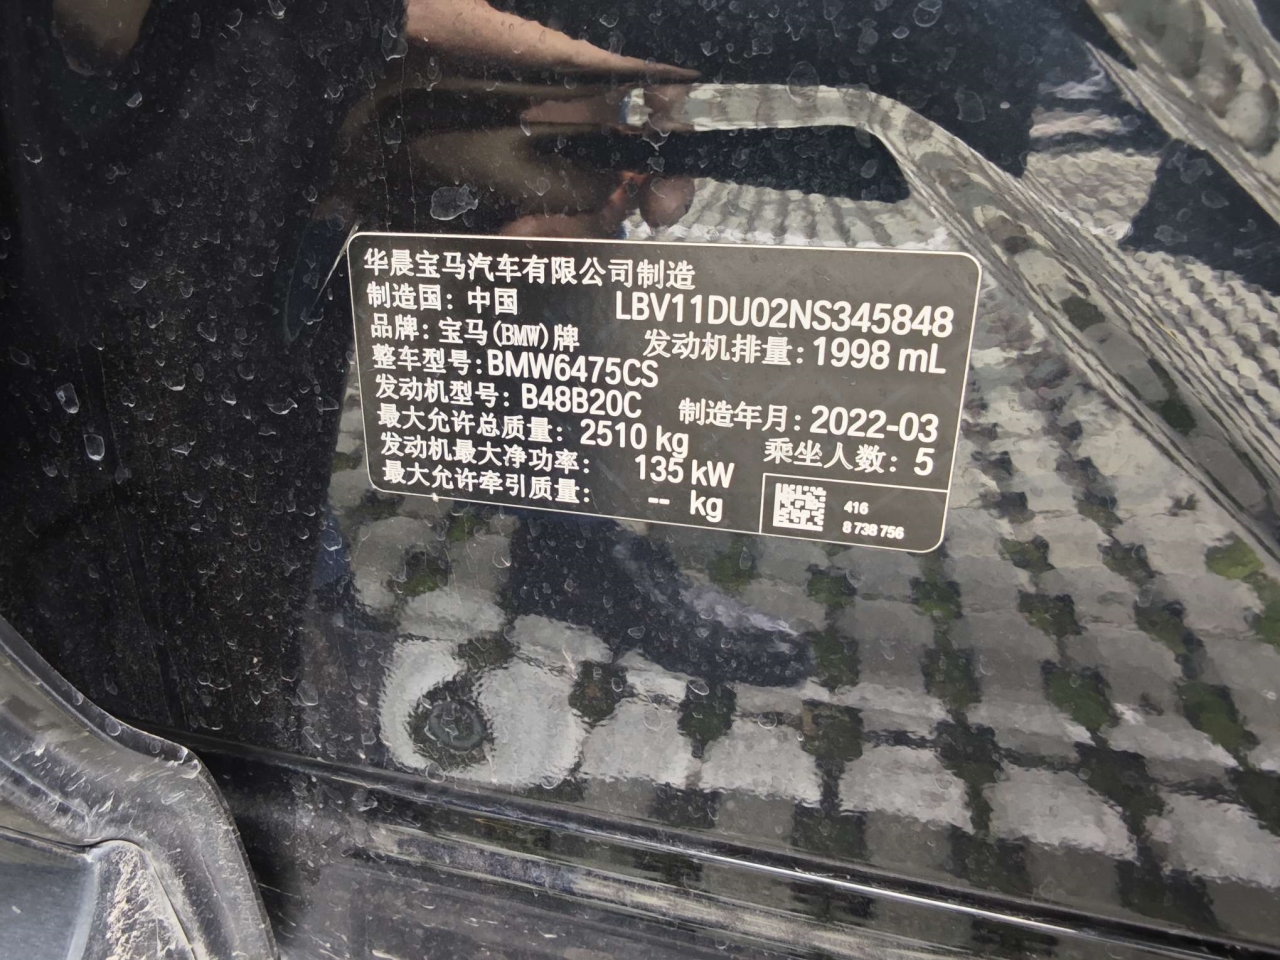 华晨宝马汽车有限公司制造
制造国：中国 LBV11DU02NS345848
品牌：宝马(BMW)牌 发动机排量：1998 mL
整车型号：BMW6475CS
发动机型号：B48B20C 制造年月：2022-03
最大允许总质量：2510 kg 乘坐人数：5
发动机最大净功率：135 kW
最大允许牵引质量：-- kg
416
8 738 756